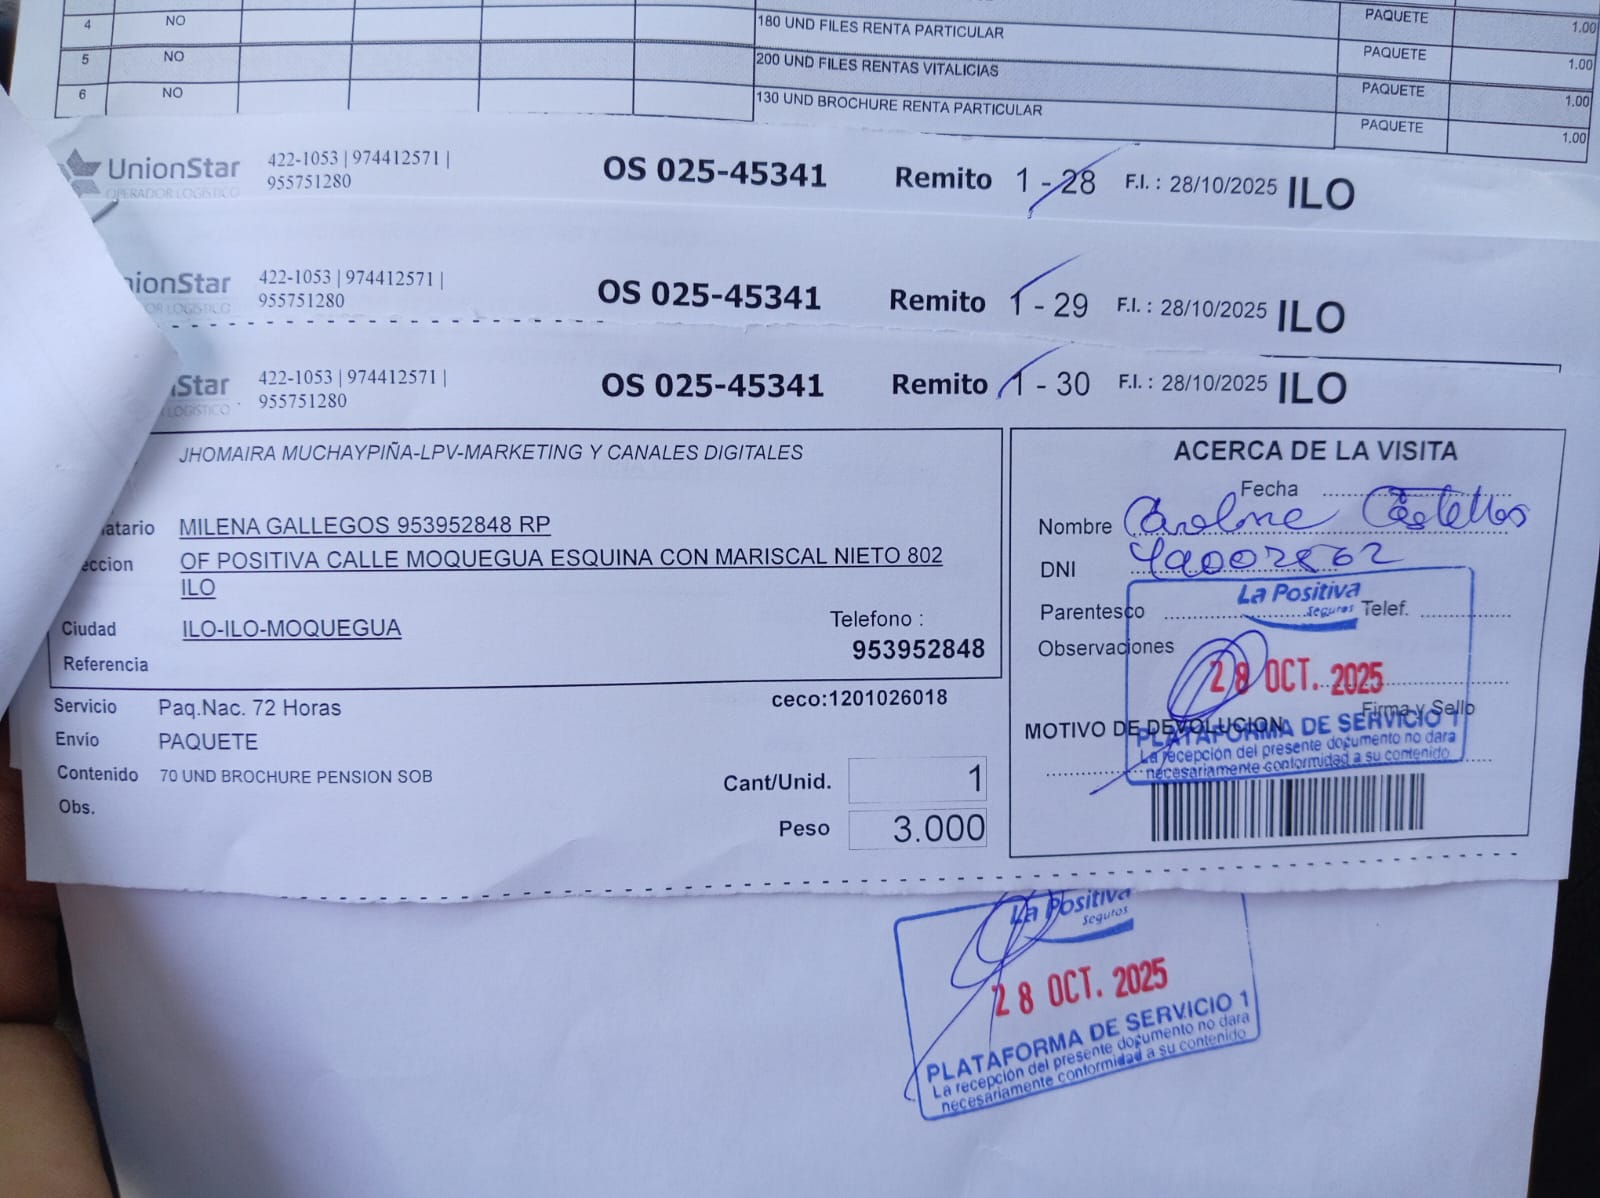 4 NO 180 UND FILES RENTA PARTICULAR PAQUETE 1.00
5 NO 200 UND FILES RENTAS VITALICIAS PAQUETE 1.00
6 NO 130 UND BROCHURE RENTA PARTICULAR PAQUETE 1.00
PAQUETE 1.00
UnionStar 422-1053 | 974412571 | OS 025-45341 Remito 1 - 28 F.I. : 28/10/2025 ILO
OPERADOR LOGISTICO 955751280
nionStar 422-1053 | 974412571 | OS 025-45341 Remito 1 - 29 F.I. : 28/10/2025 ILO
OR LOGISTICO 955751280
Star 422-1053 | 974412571 | OS 025-45341 Remito 1 - 30 F.I. : 28/10/2025 ILO
LOGISTICO 955751280
JHOMAIRA MUCHAYPIÑA-LPV-MARKETING Y CANALES DIGITALES
atario MILENA GALLEGOS 953952848 RP
eccion OF POSITIVA CALLE MOQUEGUA ESQUINA CON MARISCAL NIETO 802
ILO
Ciudad ILO-ILO-MOQUEGUA
Telefono :
953952848
Referencia
Servicio Paq.Nac. 72 Horas
ceco:1201026018
Envío PAQUETE
Contenido 70 UND BROCHURE PENSION SOB
Cant/Unid. 1
Obs.
Peso 3.000
ACERCA DE LA VISITA
Fecha
Nombre
DNI
Parentesco Telef.
Observaciones
Firma y Sello
MOTIVO DE DEVOLUCION
La Positiva
Seguros
28 OCT. 2025
PLATAFORMA DE SERVICIO 1
La recepción del presente documento no dara
necesariamente conformidad a su contenido
La Positiva
Seguros
28 OCT. 2025
PLATAFORMA DE SERVICIO 1
La recepción del presente documento no dara
necesariamente conformidad a su contenido